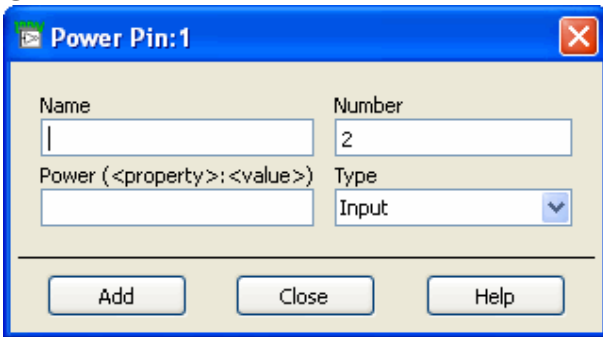 Power Pin:1
Name Number
2
Power (<property>:<value>) Type
Input
Add Close Help